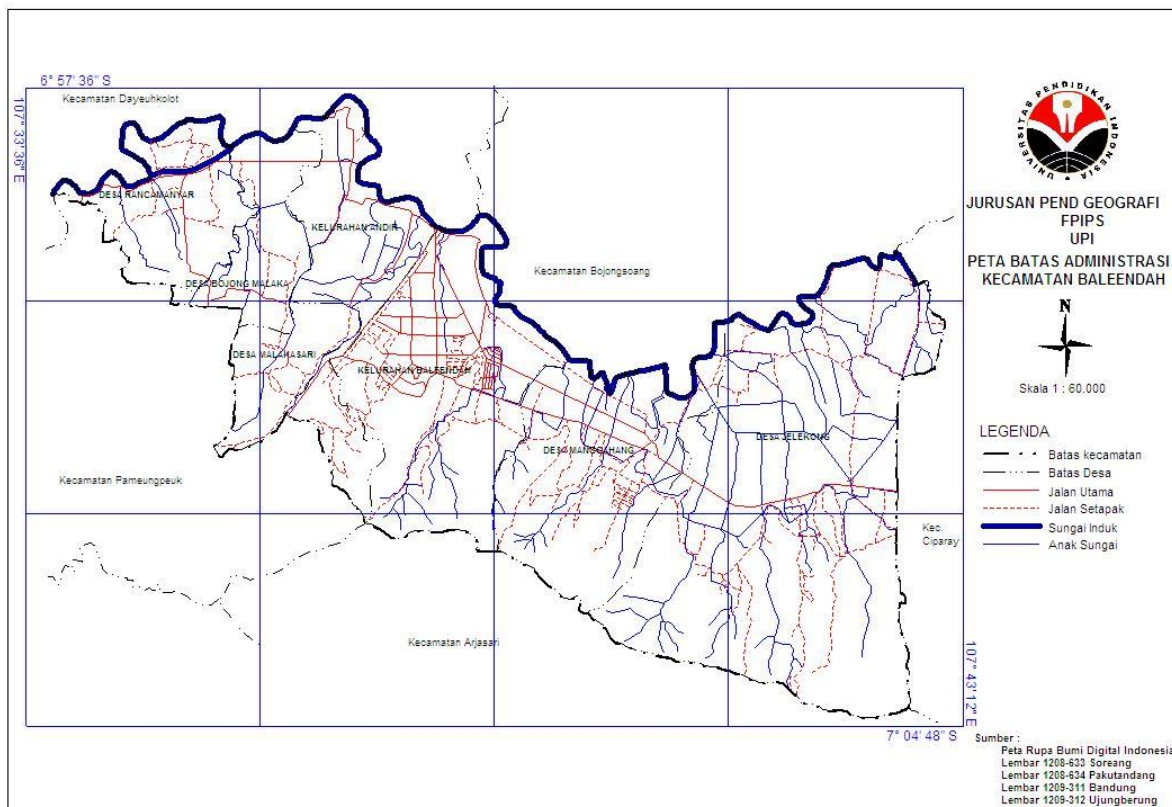 6° 57' 36" S
107° 33' 36" E
Kecamatan Dayeuhkolot
DESA RANCAMANYAR
KELURAHAN ANDIR
Kecamatan Bojongsoang
DESA BOJONG MALAKA
DESA MALAKASARI
KELURAHAN BALEENDAH
DESA MANGGAHANG
DESA JELEKONG
Kecamatan Pameungpeuk
Kec.
Ciparay
Kecamatan Arjasari
107° 43' 12" E
7° 04' 48" S
UNIVERSITAS PENDIDIKAN INDONESIA
JURUSAN PEND GEOGRAFI
FPIPS
UPI
PETA BATAS ADMINISTRASI
KECAMATAN BALEENDAH
N
Skala 1 : 60.000
LEGENDA
Batas kecamatan
Batas Desa
Jalan Utama
Jalan Setapak
Sungai Induk
Anak Sungai
Sumber :
Peta Rupa Bumi Digital Indonesia
Lembar 1208-633 Soreang
Lembar 1208-634 Pakutandang
Lembar 1209-311 Bandung
Lembar 1209-312 Ujungberung